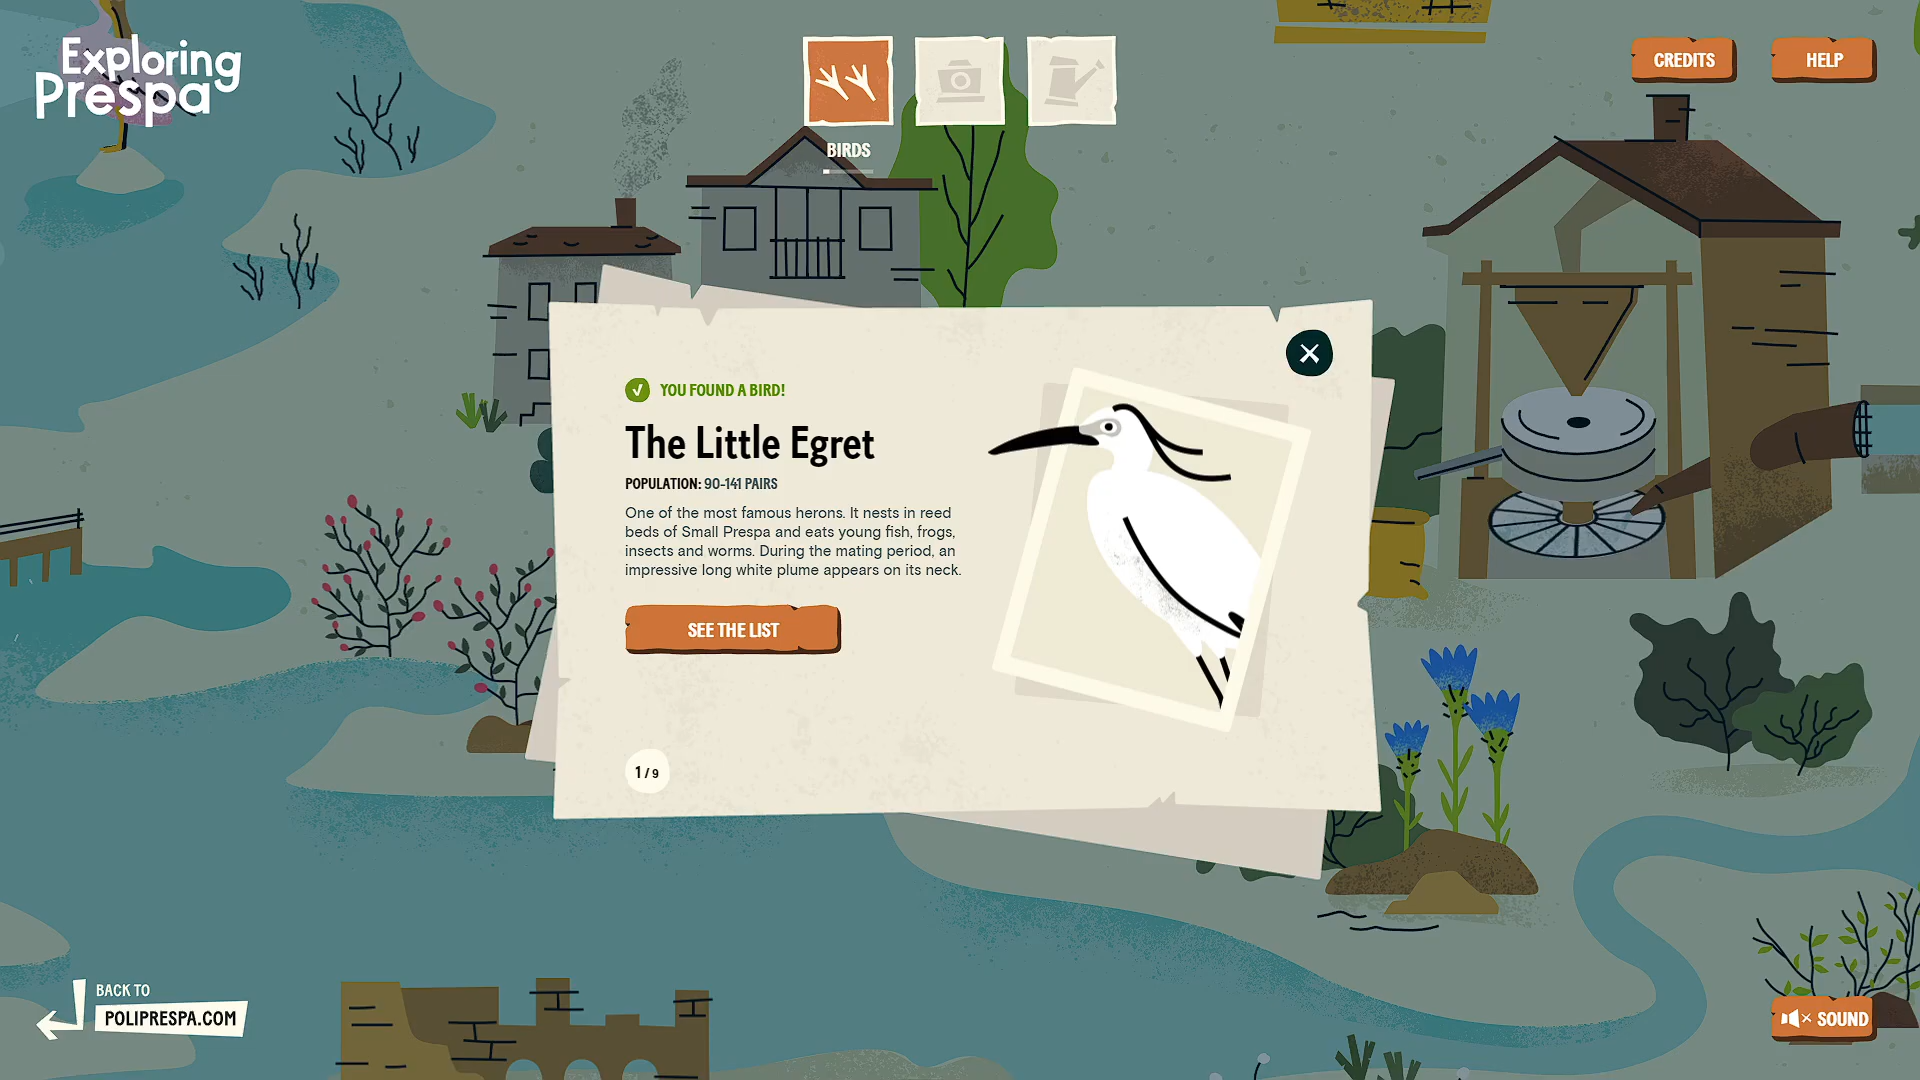 Exploring
Prespa
BIRDS
CREDITS
HELP
YOU FOUND A BIRD!
The Little Egret
POPULATION: 90-141 PAIRS
One of the most famous herons. It nests in reed
beds of Small Prespa and eats young fish, frogs,
insects and worms. During the mating period, an
impressive long white plume appears on its neck.
SEE THE LIST
1 / 9
BACK TO
POLIPRESPA.COM
SOUND